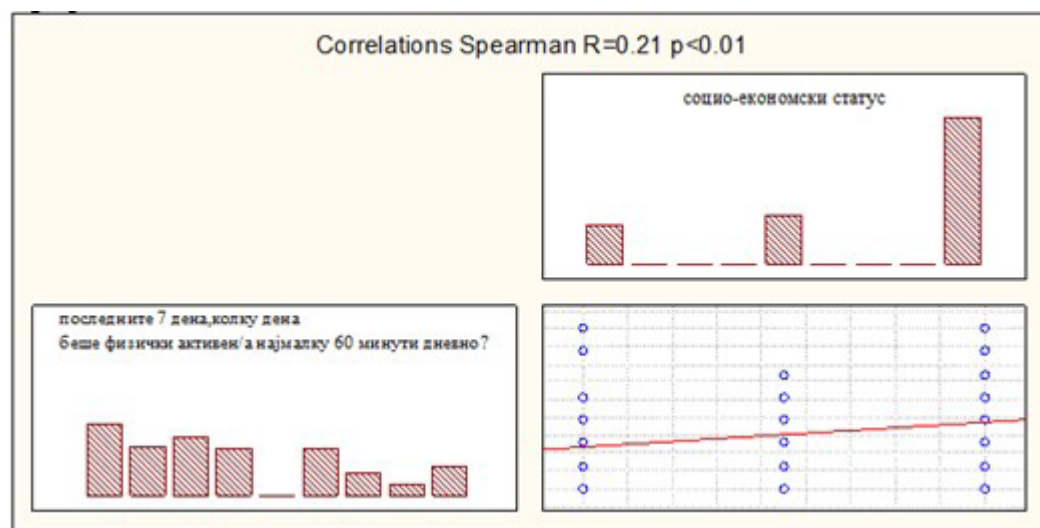 Correlations Spearman R=0.21 p<0.01
социо-економски статус
последните 7 дена,колку дена
беше физички активен/а најмалку 60 минути дневно?